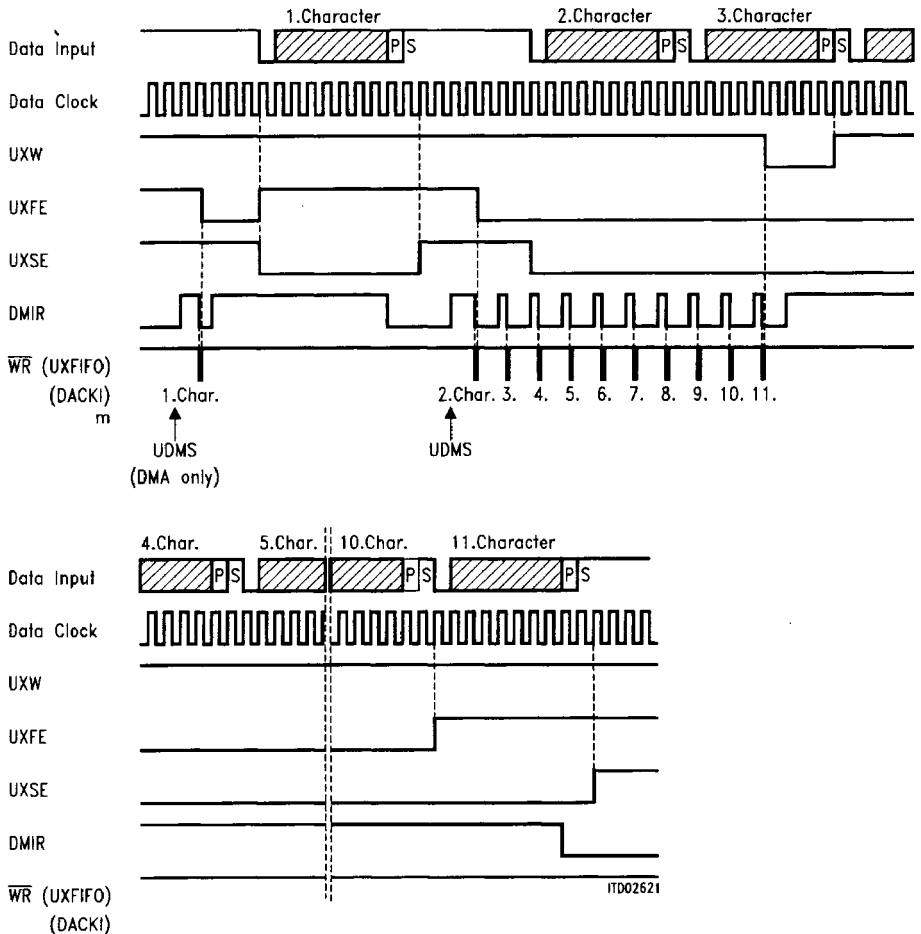 1.Character 2.Character 3.Character
Data Input P S P S P S
Data Clock
UXW
UXFE
USXE
DMIR
WR (UXFIFO)
(DACKI) 1.Char. 2.Char. 3. 4. 5. 6. 7. 8. 9. 10. 11.
m
UDMS UDMS
(DMA only)
4.Char. 5.Char. 10.Char. 11.Character
Data Input P S P S P S
Data Clock
UXW
UXFE
UXSE
DMIR
WR (UXFIFO) ITD02621
(DACKI)